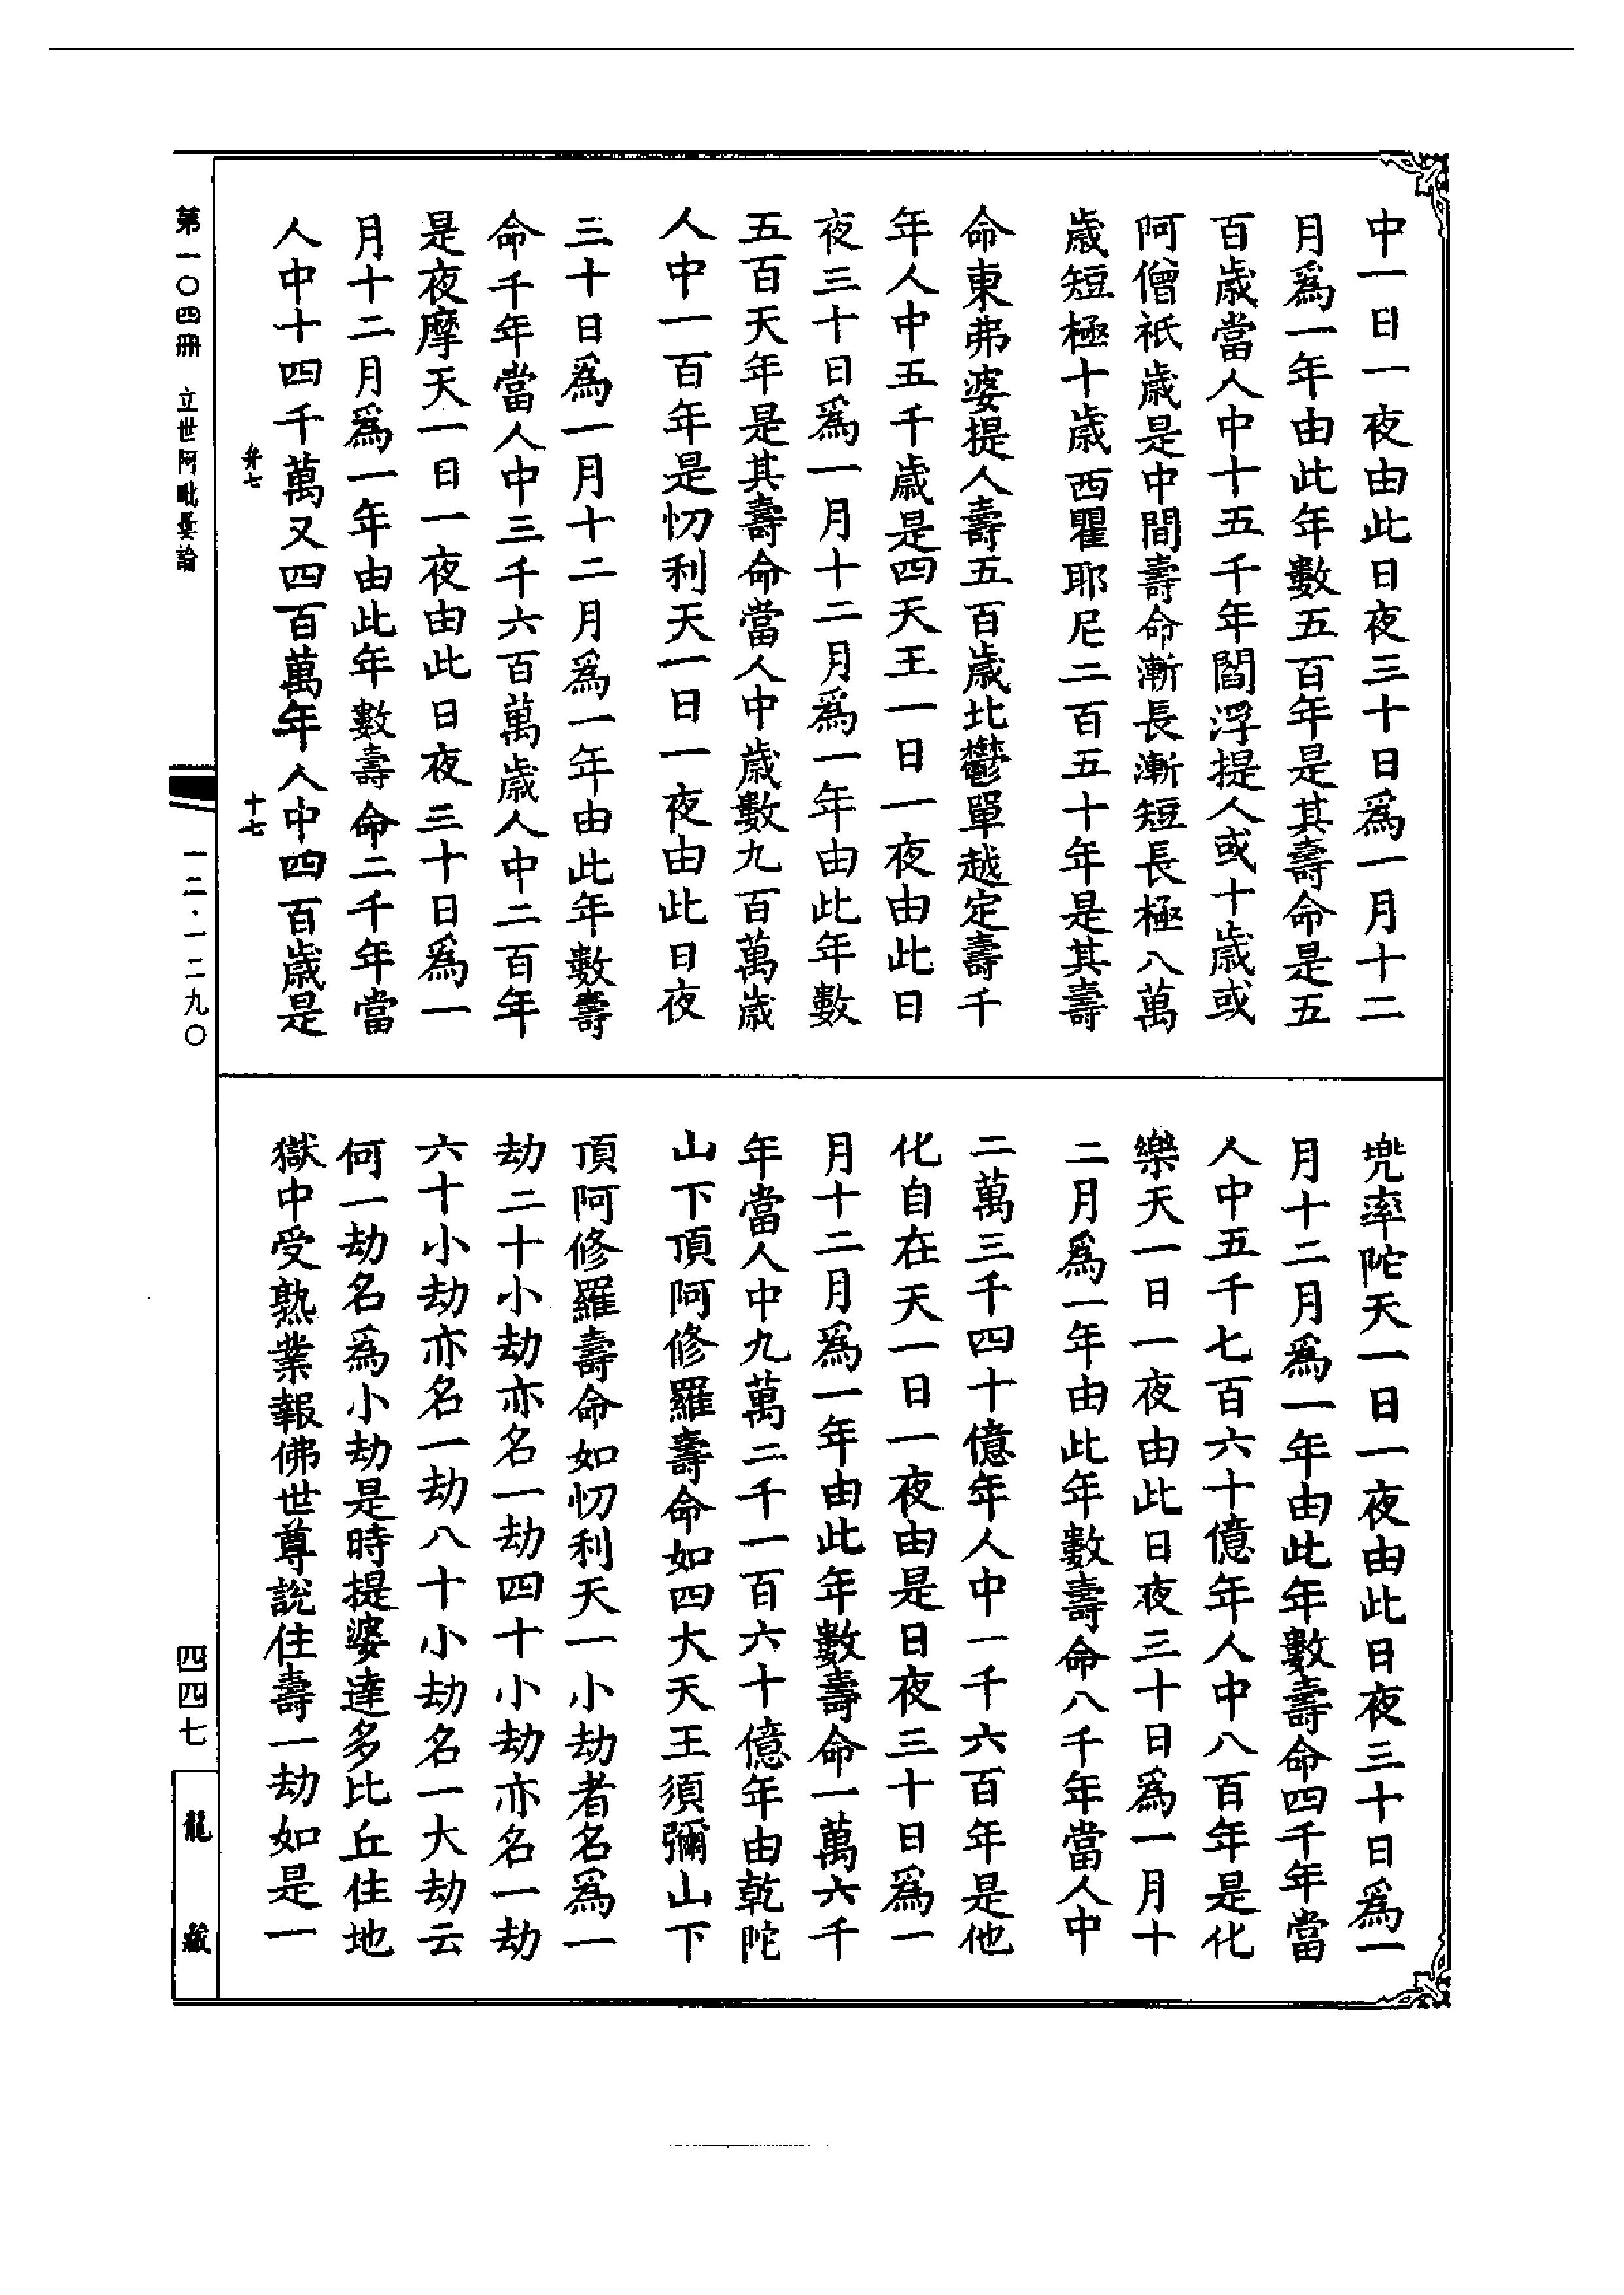 中一日一夜由此日夜三十日爲一月十二
月爲一年由此年數五百年是其壽命是五
百歲當人中十五千年閻浮提人或十歲或
阿僧祇歲是中間壽命漸長漸短長極八萬
歲短極十歲西瞿耶尼二百五十年是其壽
命東弗婆提人壽五百歲北鬱單越定壽千
年人中五千歲是四天王一日一夜由此日
夜三十日爲一月十二月爲一年由此年數
五百天年是其壽命當人中歲數九百萬歲
人中一百年是忉利天一日一夜由此日夜
三十日爲一月十二月爲一年由此年數壽
命千年當人中三千六百萬歲人中二百年
是夜摩天一日一夜由此日夜三十日爲一
月十二月爲一年由此年數壽命二千年當
人中十四千萬又四百萬年人中四百歲是
兜率陀天一日一夜由此日夜三十日爲一
月十二月爲一年由此年數壽命四千年當
人中五千七百六十億年人中八百年是化
樂天一日一夜由此日夜三十日爲一月十
二月爲一年由此年數壽命八千年當人中
二萬三千四十億年人中一千六百年是他
化自在天一日一夜由是日夜三十日爲一
月十二月爲一年由此年數壽命一萬六千
年當人中九萬二千一百六十億年由乾陀
山下頂阿修羅壽命如四大天王須彌山下
頂阿修羅壽命如忉利天一小劫者名爲一
劫二十小劫亦名一劫四十小劫亦名一劫
六十小劫亦名一劫八十小劫名一大劫云
何一劫名爲小劫是時提婆達多比丘住地
獄中受熟業報佛世尊說住壽一劫如是一
弁七
十七
第一〇四冊
立世阿毗曇論
一二·一二九〇
四四七
龍藏